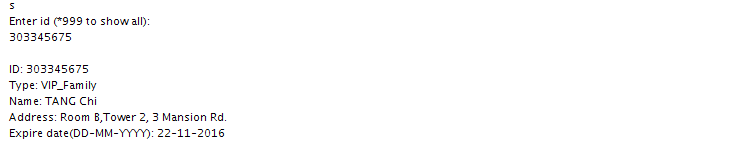 s
Enter id (*999 to show all):
303345675
ID: 303345675
Type: VIP_Family
Name: TANG Chi
Address: Room B,Tower 2, 3 Mansion Rd.
Expire date(DD-MM-YYYY): 22-11-2016